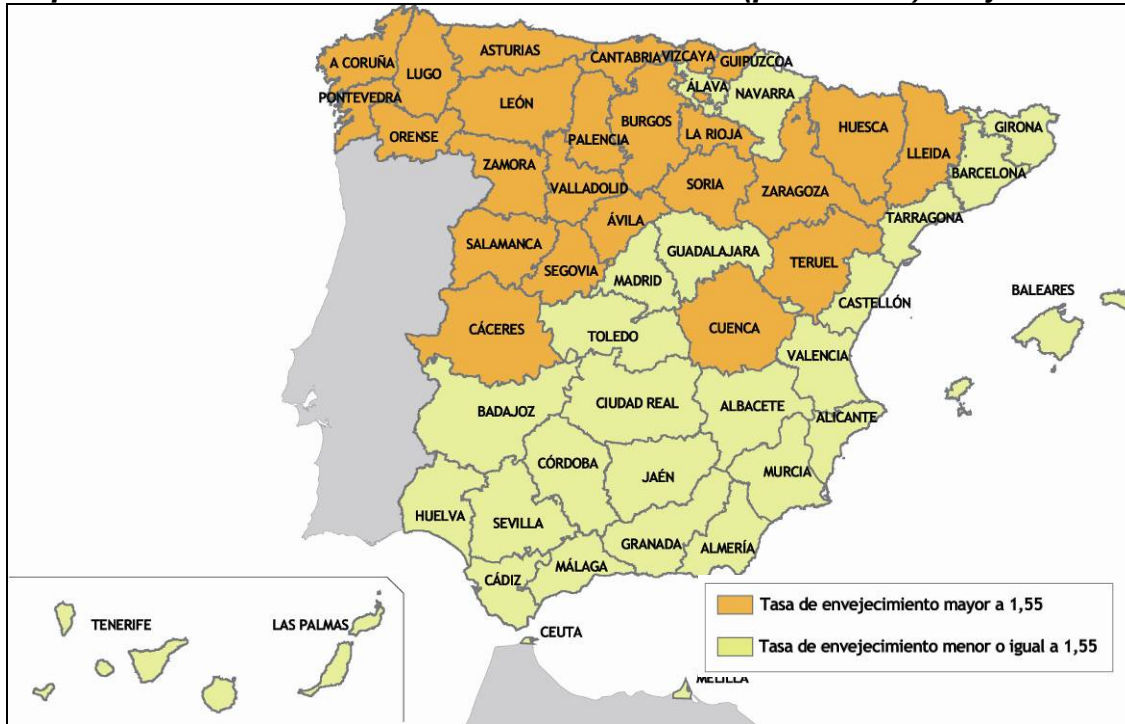 A CORUÑA
LUGO
ASTURIAS
CANTABRIA
VIZCAYA
GUIPÚZCOA
PONTEVEDRA
ORENSE
LEÓN
PALENCIA
BURGOS
ÁLAVA
NAVARRA
LA RIOJA
HUESCA
LLEIDA
GIRONA
BARCELONA
ZAMORA
VALLADOLID
SORIA
ZARAGOZA
TARRAGONA
SALAMANCA
ÁVILA
SEGOVIA
GUADALAJARA
MADRID
TERUEL
CASTELLÓN
BALEARES
CÁCERES
TOLEDO
CUENCA
VALENCIA
BADAJOZ
CIUDAD REAL
ALBACETE
ALICANTE
CÓRDOBA
JAÉN
MURCIA
HUELVA
SEVILLA
GRANADA
ALMERÍA
MÁLAGA
CÁDIZ
CEUTA
MELILLA
TENERIFE
LAS PALMAS
Tasa de envejecimiento mayor a 1,55
Tasa de envejecimiento menor o igual a 1,55